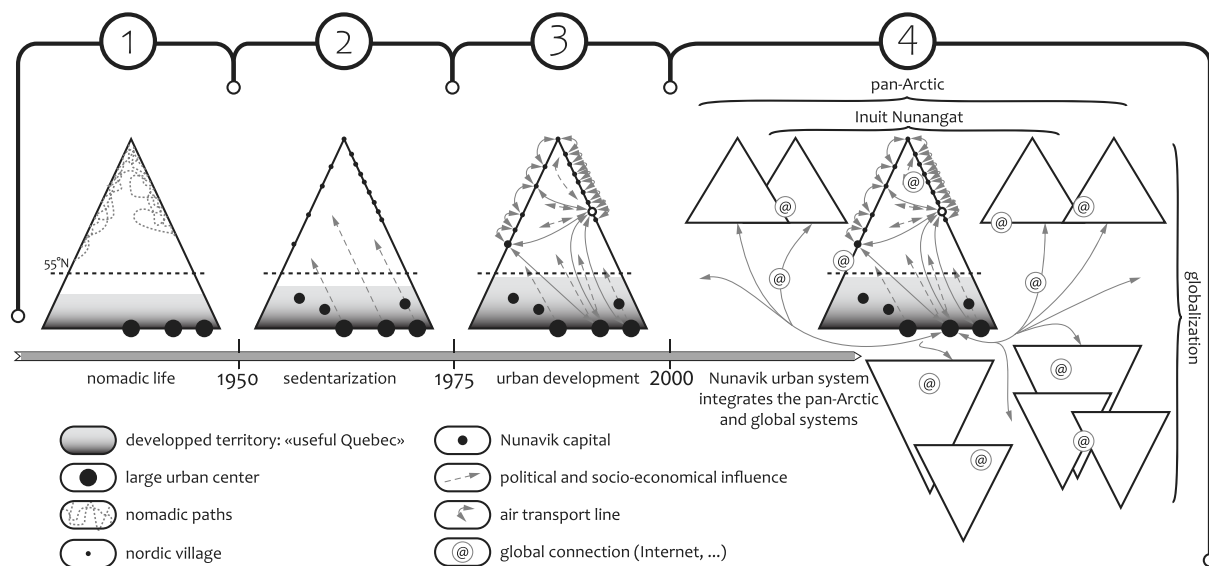 1
2
3
4
pan-Arctic
Inuit Nunangat
@
@
@
@
@
@
@
55°N
globalization
nomadic life
1950
sedentarization
1975
urban development
2000
Nunavik urban system
integrates the pan-Arctic
and global systems
@
@
@
@
developped territory: «useful Quebec»
large urban center
nomadic paths
nordic village
Nunavik capital
political and socio-economical influence
air transport line
@ global connection (Internet, ...)